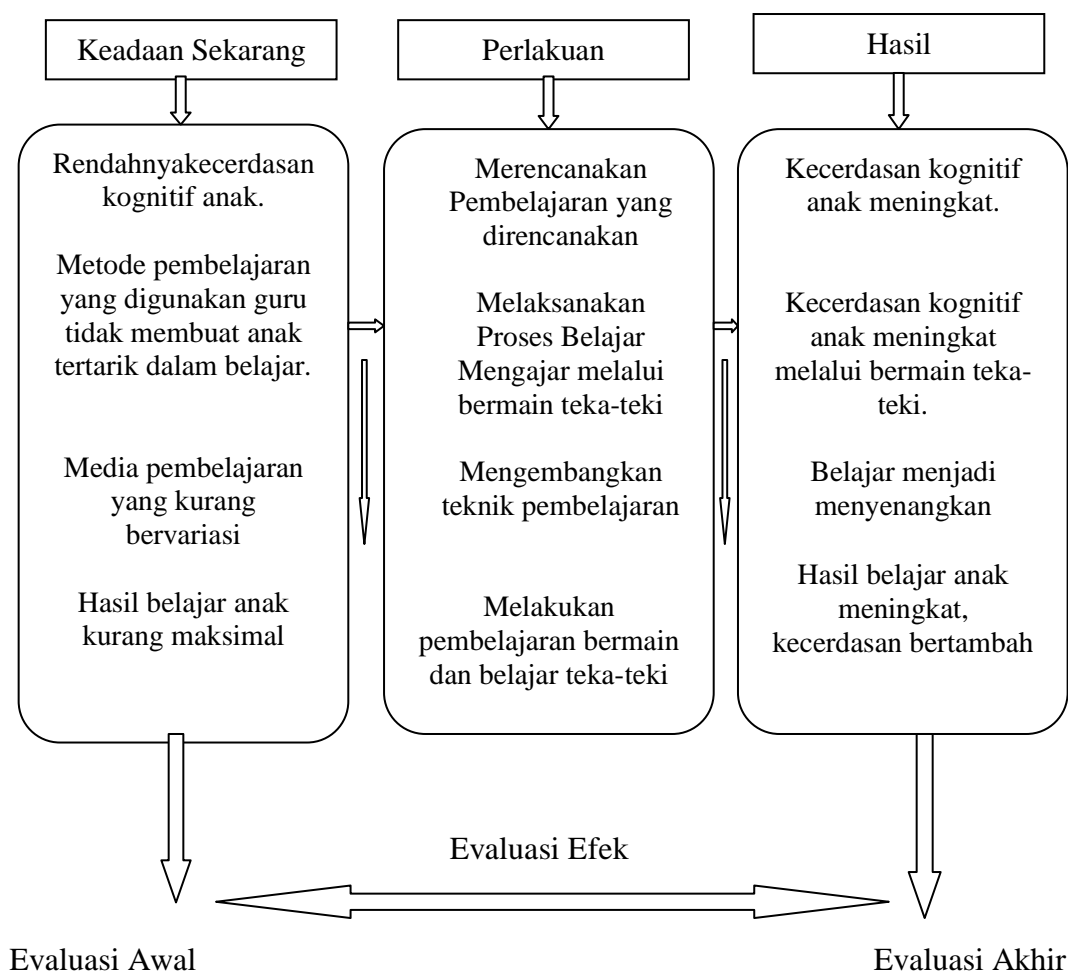 Keadaan Sekarang
Perlakuan
Hasil
Rendahnyakecerdasan
kognitif anak.
Metode pembelajaran
yang digunakan guru
tidak membuat anak
tertarik dalam belajar.
Media pembelajaran
yang kurang
bervariasi
Hasil belajar anak
kurang maksimal
Merencanakan
Pembelajaran yang
direncanakan
Melaksanakan
Proses Belajar
Mengajar melalui
bermain teka-teki
Mengembangkan
teknik pembelajaran
Melakukan
pembelajaran bermain
dan belajar teka-teki
Kecerdasan kognitif
anak meningkat.
Kecerdasan kognitif
anak meningkat
melalui bermain teka-
teki.
Belajar menjadi
menyenangkan
Hasil belajar anak
meningkat,
kecerdasan bertambah
Evaluasi Efek
Evaluasi Awal
Evaluasi Akhir